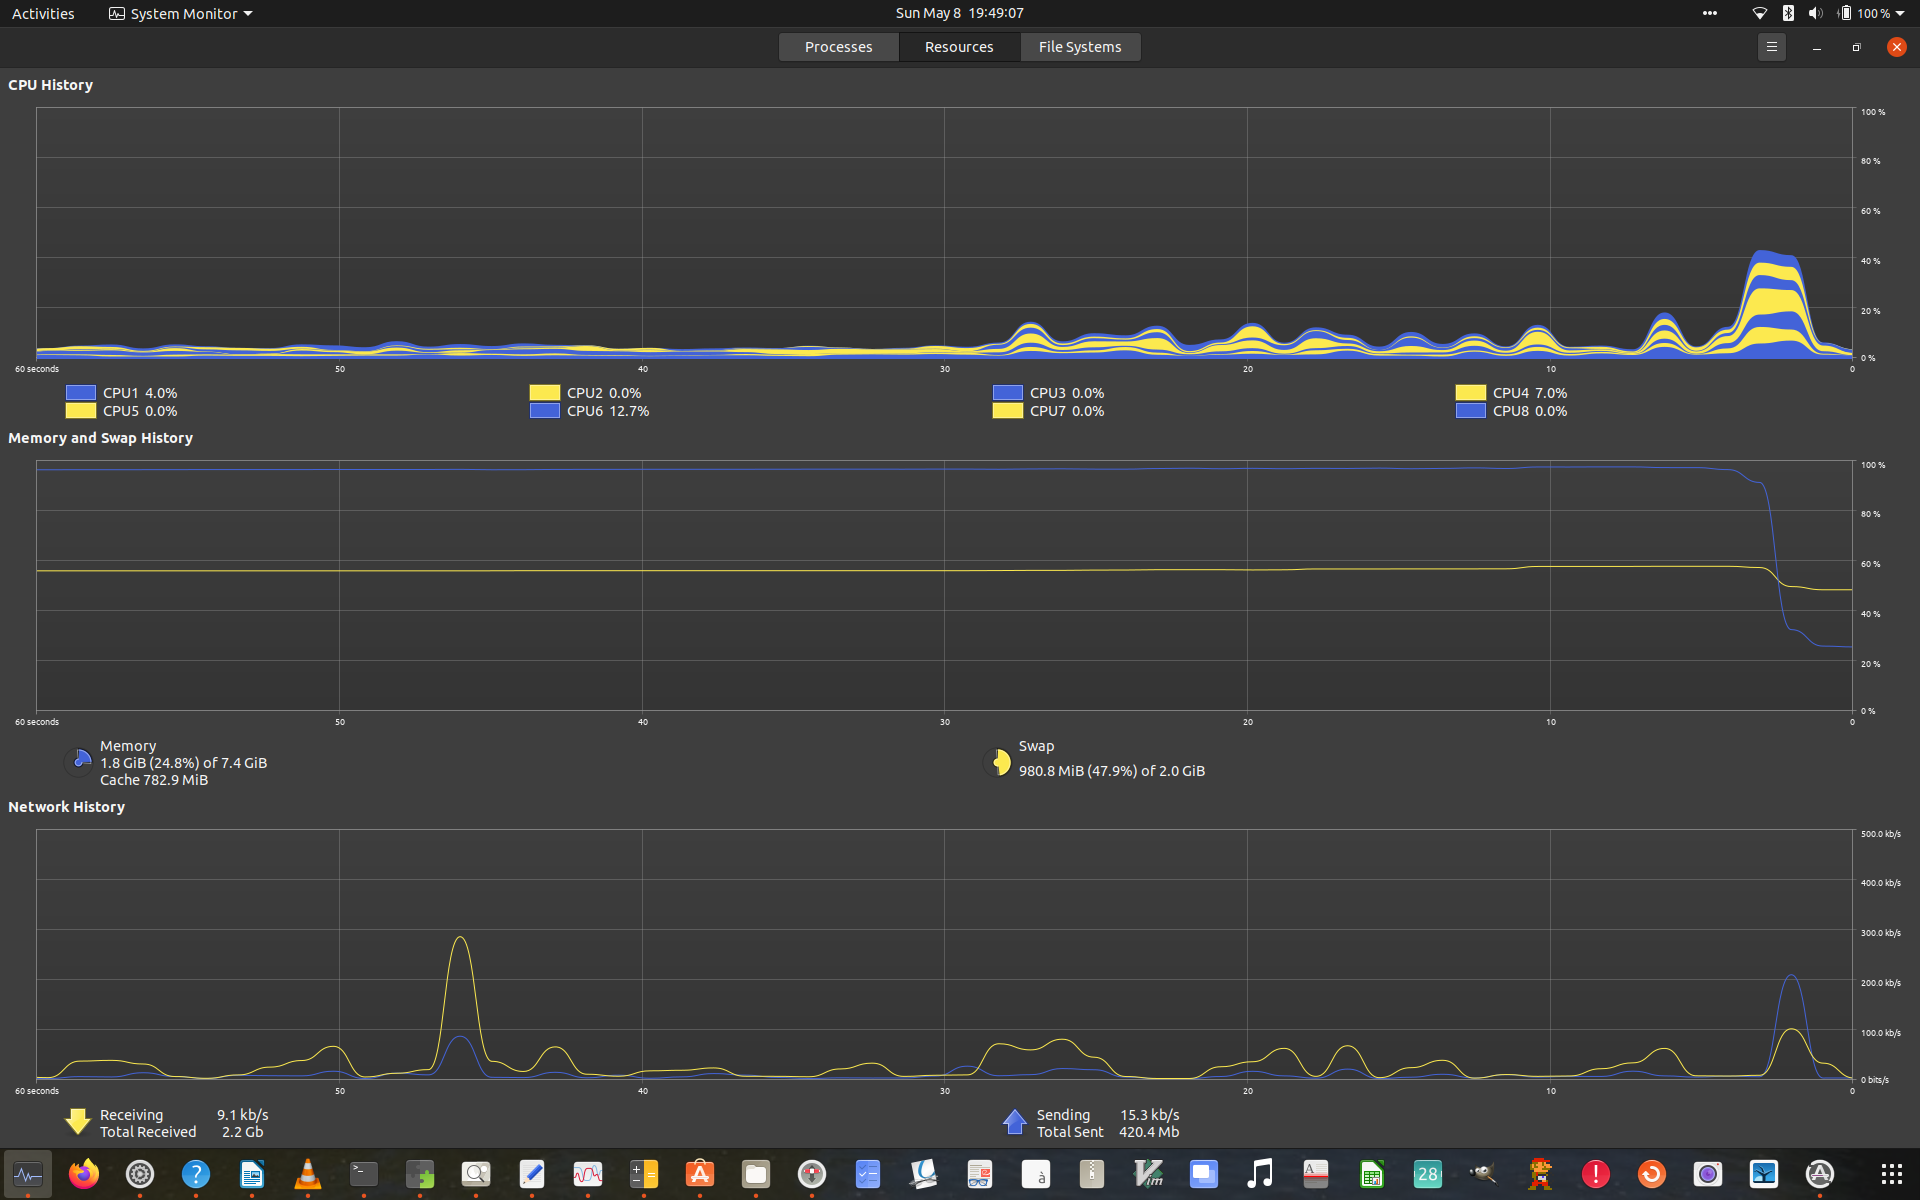 Activities System Monitor Sun May 8 19:49:07 100 %
Processes Resources File Systems
CPU History
100 %
80 %
60 %
40 %
20 %
0 %
60 seconds 50 40 30 20 10 0
CPU1 4.0% CPU2 0.0% CPU3 0.0% CPU4 7.0%
CPU5 0.0% CPU6 12.7% CPU7 0.0% CPU8 0.0%
Memory and Swap History
100 %
80 %
60 %
40 %
20 %
0 %
60 seconds 50 40 30 20 10 0
Memory
1.8 GiB (24.8%) of 7.4 GiB
Cache 782.9 MiB
Swap
980.8 MiB (47.9%) of 2.0 GiB
Network History
500.0 kb/s
400.0 kb/s
300.0 kb/s
200.0 kb/s
100.0 kb/s
0 bits/s
60 seconds 50 40 30 20 10 0
Receiving 9.1 kb/s
Total Received 2.2 Gb
Sending 15.3 kb/s
Total Sent 420.4 Mb
? >_ A à Vim A 28 ! A